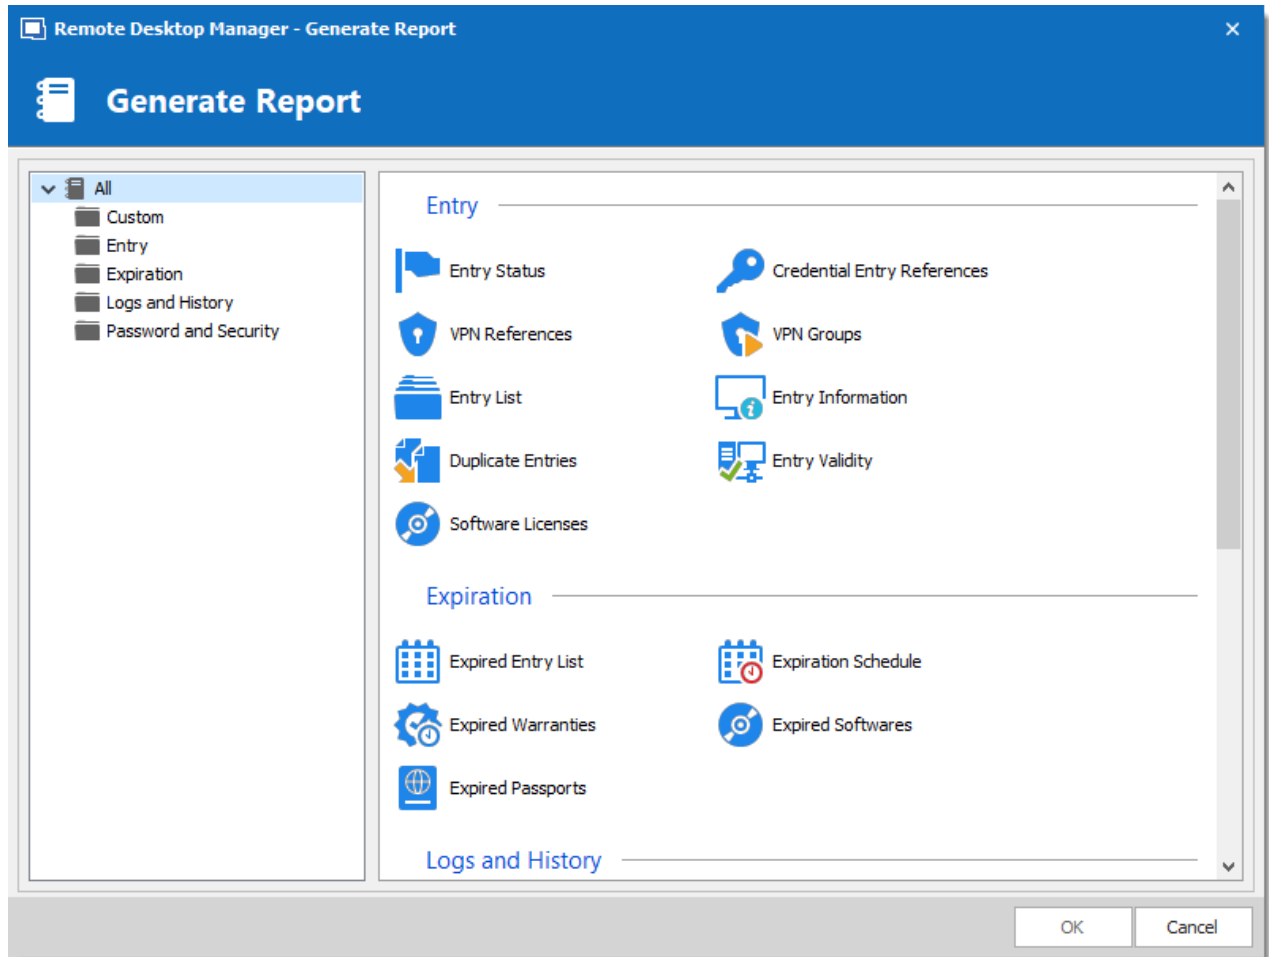 Remote Desktop Manager - Generate Report
Generate Report
All
Custom
Entry
Expiration
Logs and History
Password and Security
Entry
Entry Status
Credential Entry References
VPN References
VPN Groups
Entry List
Entry Information
Duplicate Entries
Entry Validity
Software Licenses
Expiration
Expired Entry List
Expiration Schedule
Expired Warranties
Expired Softwares
Expired Passports
Logs and History
OK
Cancel